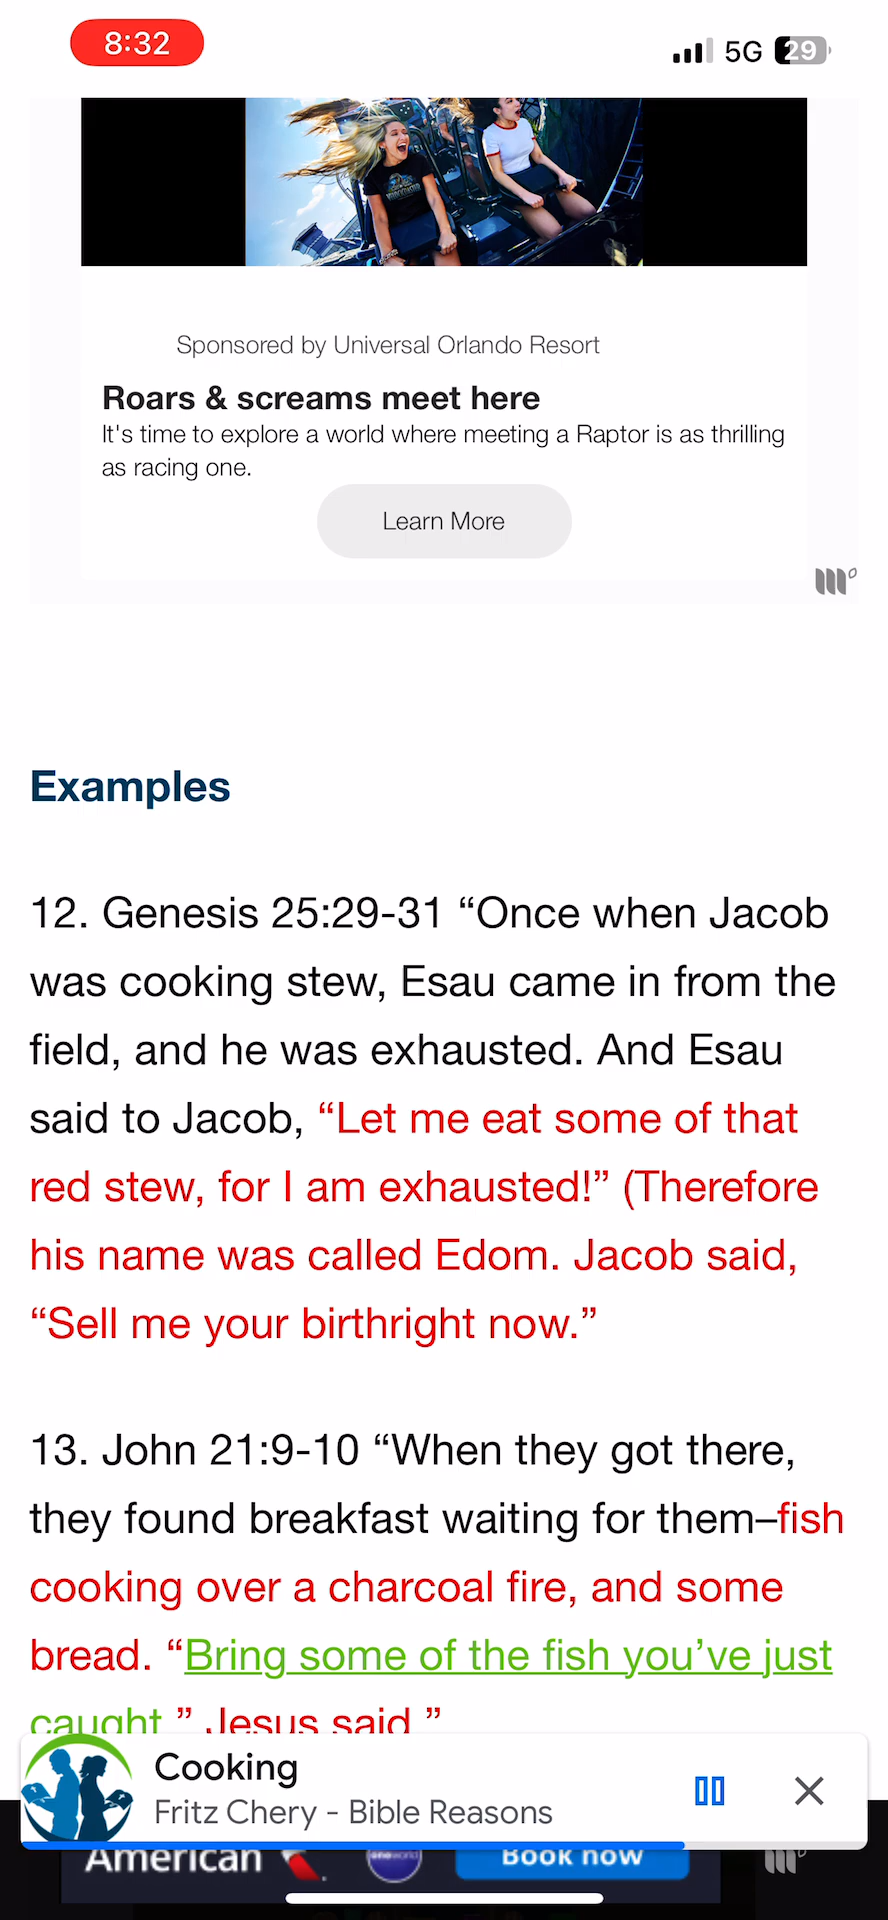 8:32
5G 29
Sponsored by Universal Orlando Resort
Roars & screams meet here
It's time to explore a world where meeting a Raptor is as thrilling
as racing one.
Learn More
Examples
12. Genesis 25:29-31 “Once when Jacob
was cooking stew, Esau came in from the
field, and he was exhausted. And Esau
said to Jacob, “Let me eat some of that
red stew, for I am exhausted!” (Therefore
his name was called Edom. Jacob said,
“Sell me your birthright now.”
13. John 21:9-10 “When they got there,
they found breakfast waiting for them–fish
cooking over a charcoal fire, and some
bread. “Bring some of the fish you’ve just
caught,” Jesus said.”
Cooking
Fritz Chery - Bible Reasons
American
oneworld
Book now